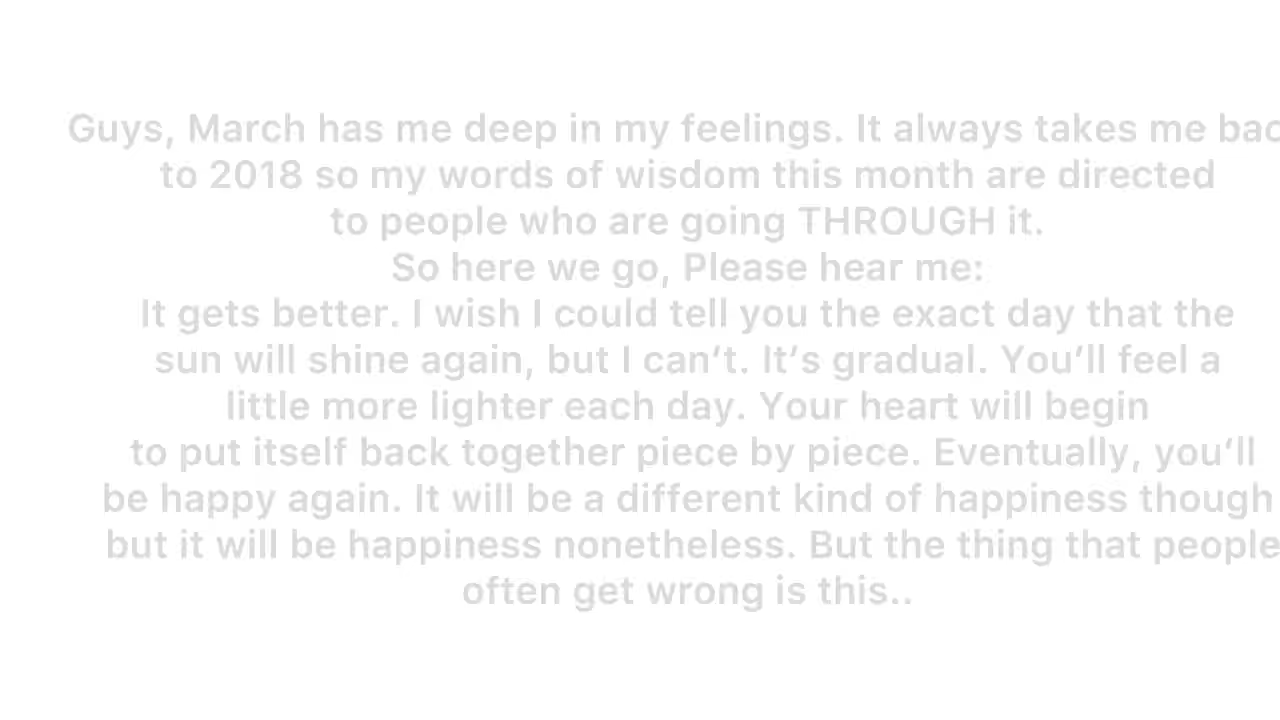 Guys, March has me deep in my feelings. It always takes me bac
to 2018 so my words of wisdom this month are directed
to people who are going THROUGH it.
So here we go, Please hear me:
It gets better. I wish I could tell you the exact day that the
sun will shine again, but I can’t. It’s gradual. You’ll feel a
little more lighter each day. Your heart will begin
to put itself back together piece by piece. Eventually, you‘ll
be happy again. It will be a different kind of happiness though
but it will be happiness nonetheless. But the thing that people
often get wrong is this..